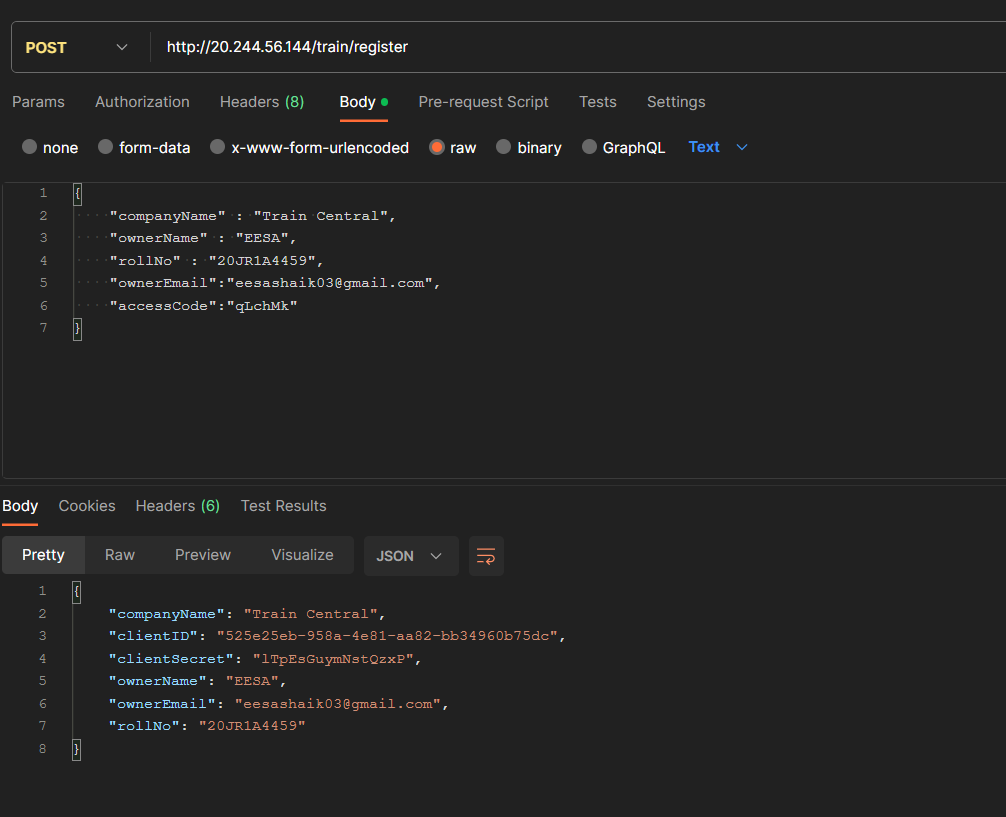 POST http://20.244.56.144/train/register
Params Authorization Headers (8) Body Pre-request Script Tests Settings
none form-data x-www-form-urlencoded raw binary GraphQL Text
1 {
2 "companyName" : "Train Central",
3 "ownerName" : "EESA",
4 "rollNo" : "20JR1A4459",
5 "ownerEmail":"eesashaik03@gmail.com",
6 "accessCode":"qLchMk"
7 }
Body Cookies Headers (6) Test Results
Pretty Raw Preview Visualize JSON
1 {
2 "companyName": "Train Central",
3 "clientID": "525e25eb-958a-4e81-aa82-bb34960b75dc",
4 "clientSecret": "lTpEsGuymNstQzxP",
5 "ownerName": "EESA",
6 "ownerEmail": "eesashaik03@gmail.com",
7 "rollNo": "20JR1A4459"
8 }